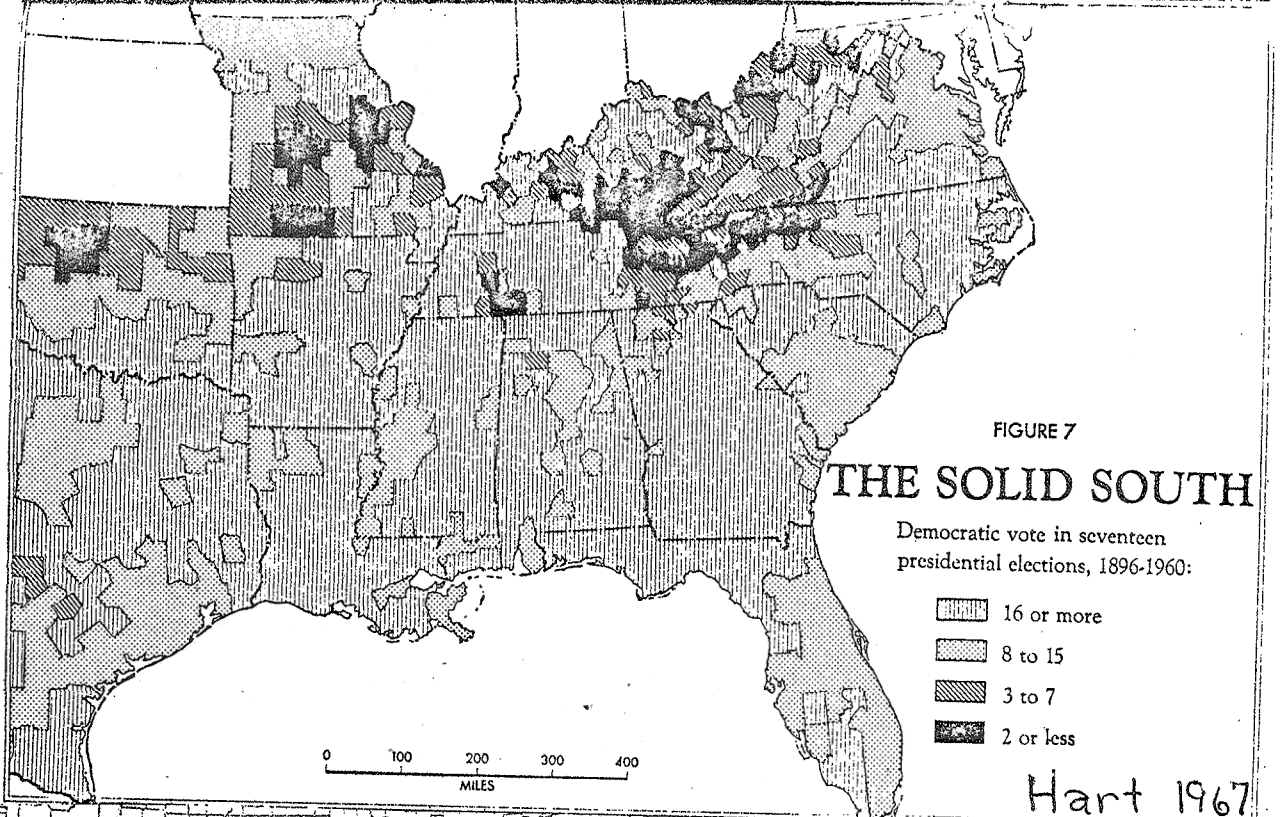 FIGURE 7
THE SOLID SOUTH
Democratic vote in seventeen
presidential elections, 1896-1960:
16 or more
8 to 15
3 to 7
2 or less
0 100 200 300 400
MILES
Hart 1967